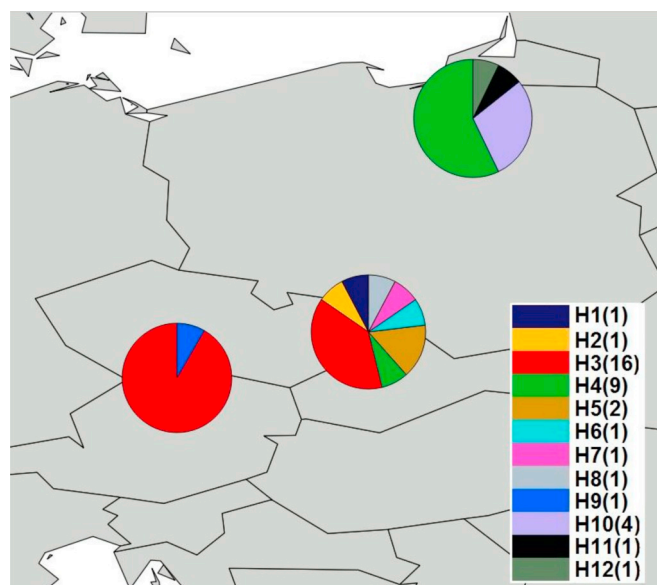 H1(1)
H2(1)
H3(16)
H4(9)
H5(2)
H6(1)
H7(1)
H8(1)
H9(1)
H10(4)
H11(1)
H12(1)